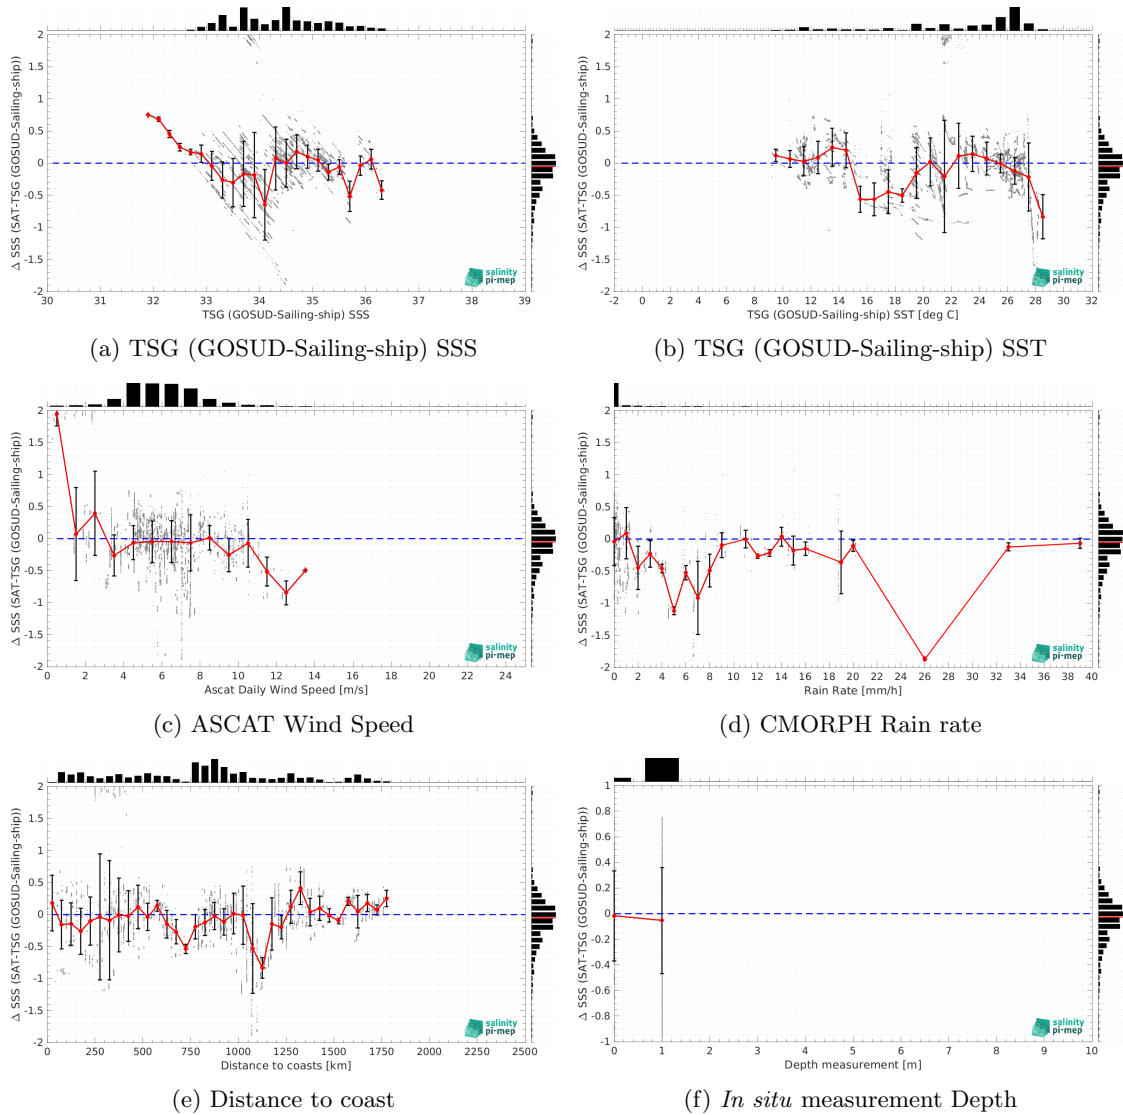 2
1.5
1
0.5
0
-0.5
-1
-1.5
-2
30 31 32 33 34 35 36 37 38 39
Δ SSS (SAT-TSG (GOSUD-Sailing-ship))
TSG (GOSUD-Sailing-ship) SSS
salinity
pi-mep
(a) TSG (GOSUD-Sailing-ship) SSS
2
1.5
1
0.5
0
-0.5
-1
-1.5
-2
-2 0 2 4 6 8 10 12 14 16 18 20 22 24 26 28 30 32
Δ SSS (SAT-TSG (GOSUD-Sailing-ship))
TSG (GOSUD-Sailing-ship) SST [deg C]
salinity
pi-mep
(b) TSG (GOSUD-Sailing-ship) SST
2
1.5
1
0.5
0
-0.5
-1
-1.5
-2
0 2 4 6 8 10 12 14 16 18 20 22 24
Δ SSS (SAT-TSG (GOSUD-Sailing-ship))
Ascat Daily Wind Speed [m/s]
salinity
pi-mep
(c) ASCAT Wind Speed
2
1.5
1
0.5
0
-0.5
-1
-1.5
-2
0 2 4 6 8 10 12 14 16 18 20 22 24 26 28 30 32 34 36 38 40
Δ SSS (SAT-TSG (GOSUD-Sailing-ship))
Rain Rate [mm/h]
salinity
pi-mep
(d) CMORPH Rain rate
2
1.5
1
0.5
0
-0.5
-1
-1.5
-2
0 250 500 750 1000 1250 1500 1750 2000 2250 2500
Δ SSS (SAT-TSG (GOSUD-Sailing-ship))
Distance to coasts [km]
salinity
pi-mep
(e) Distance to coast
1
0.8
0.6
0.4
0.2
0
-0.2
-0.4
-0.6
-0.8
-1
0 1 2 3 4 5 6 7 8 9 10
Δ SSS (SAT-TSG (GOSUD-Sailing-ship))
Depth measurement [m]
salinity
pi-mep
(f) In situ measurement Depth